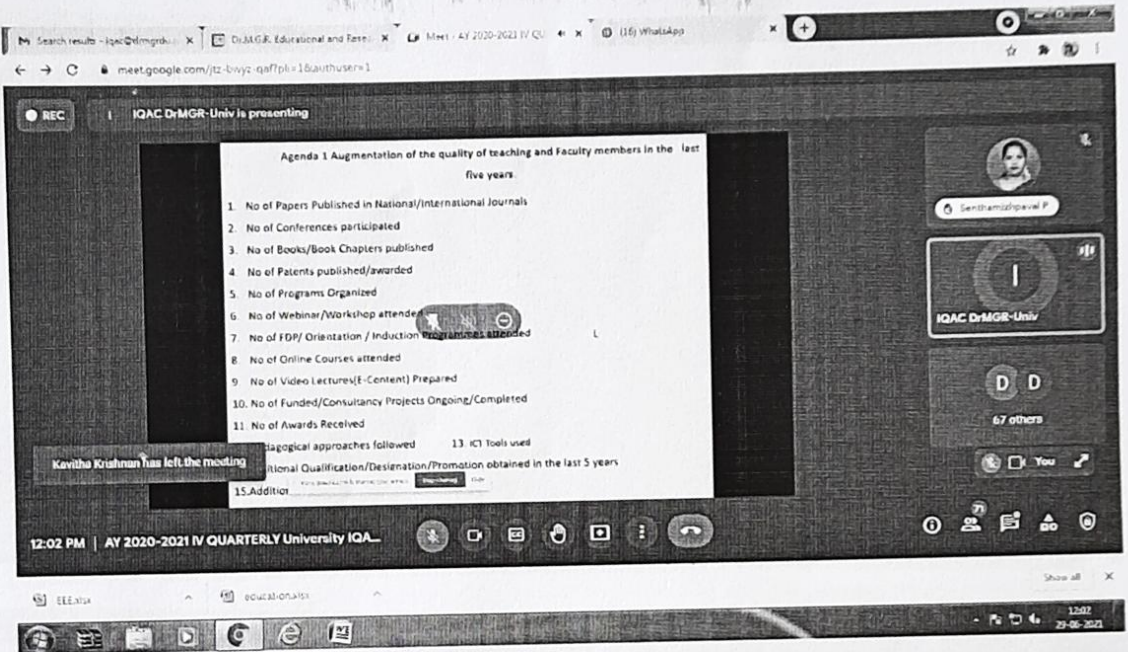 Search results - iqac@drmgrdu
Dr.M.G.R. Educational and Rese
Meet - AY 2020-2021 IV QU
(16) WhatsApp
meet.google.com/jtz-bwyz-qaf?pli=1&authuser=1
REC
I IQAC DrMGR-Univ is presenting
Agenda 1 Augmentation of the quality of teaching and Faculty members in the last
five years.
1. No of Papers Published in National/International Journals
2. No of Conferences participated
3. No of Books/Book Chapters published
4. No of Patents published/awarded
5. No of Programs Organized
6. No of Webinar/Workshop attended
7. No of FDP/ Orientation / Induction Programmes attended
L
8. No of Online Courses attended
9. No of Video Lectures(E-Content) Prepared
10. No of Funded/Consultancy Projects Ongoing/Completed
11. No of Awards Received
dagogical approaches followed 13. ICT Tools used
itional Qualification/Designation/Promotion obtained in the last 5 years
15.Addition
Stop sharing
Hide
Kavitha Krishnan has left the meeting
Senthamizhpavai P
I
IQAC DrMGR-Univ
D D
67 others
You
12:02 PM | AY 2020-2021 IV QUARTERLY University IQA...
71
Show all
EEE.xlsx
education.xlsx
12:02
29-06-2021